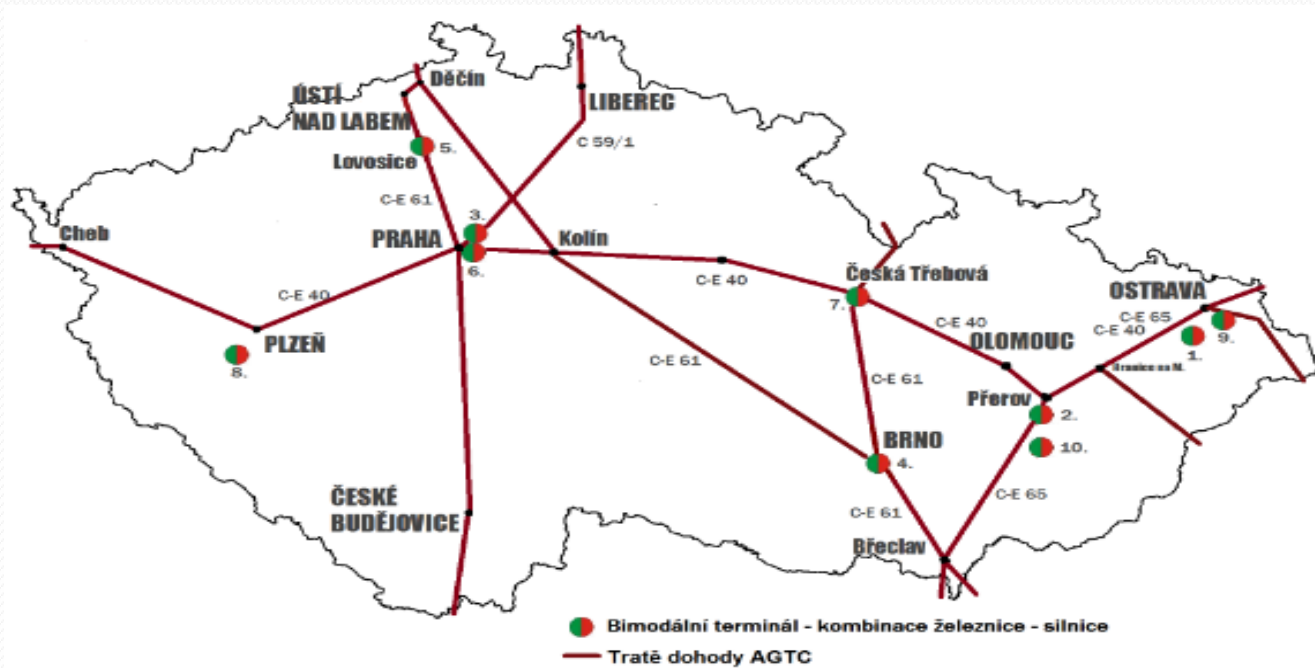 Děčín
ÚSTÍ
NAD LABEM
LIBEREC
C 59/1
5.
Lovosice
C-E 61
3.
Cheb
PRAHA
Kolín
6.
C-E 40
Česká Třebová
7.
C-E 40
OSTRAVA
C-E 65
C-E 40
9.
1.
C-E 40
OLOMOUC
PLZEŇ
8.
C-E 61
C-E 61
Hranice na M.
Přerov
2.
BRNO
4.
10.
ČESKÉ
BUDĚJOVICE
C-E 65
C-E 61
Břeclav
Bimodální terminál - kombinace železnice - silnice
Tratě dohody AGTC